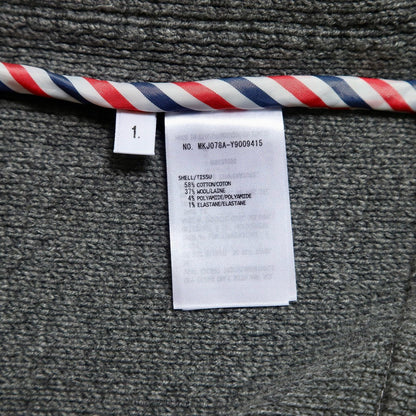 1.
NO. MKJ078A-Y9009415
SHELL/TISSU
58% COTTON/COTON
37% WOOL/LAINE
4% POLYAMIDE/POLYAMIDE
1% ELASTANE/ELASTANE